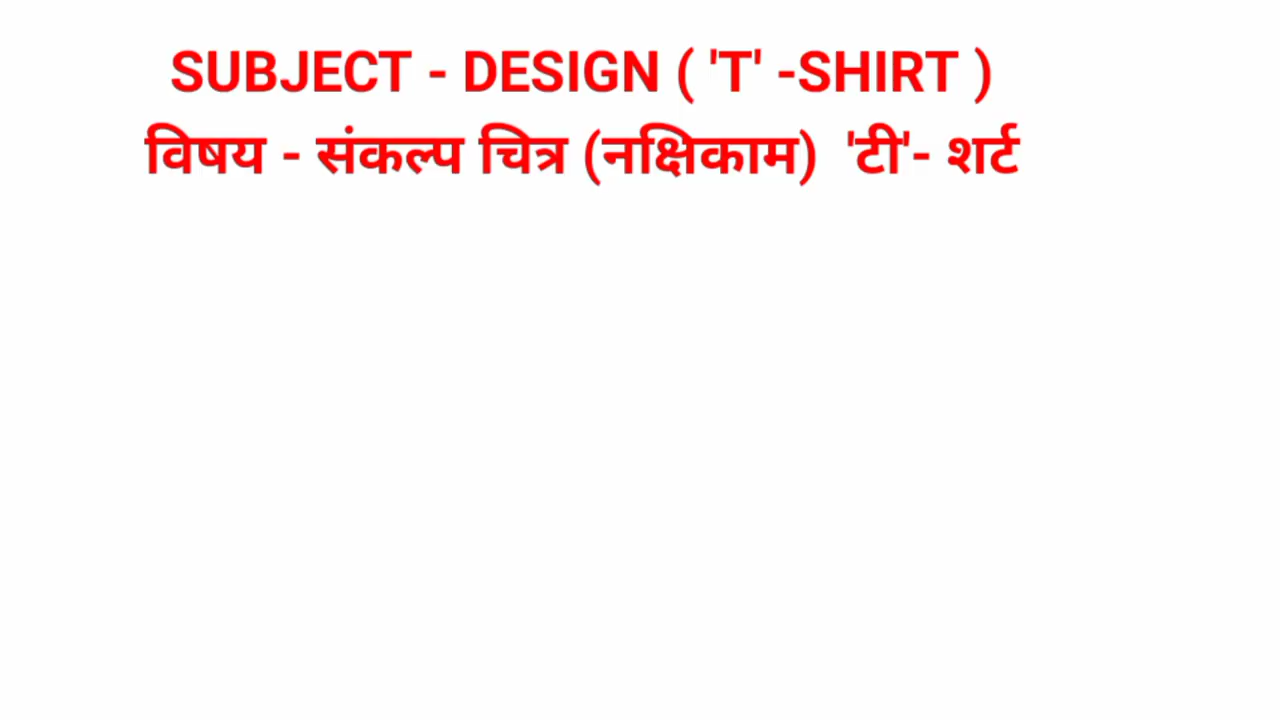 SUBJECT - DESIGN ( 'T' -SHIRT )
विषय - संकल्प चित्र (नक्षिकाम) 'टी'- शर्ट